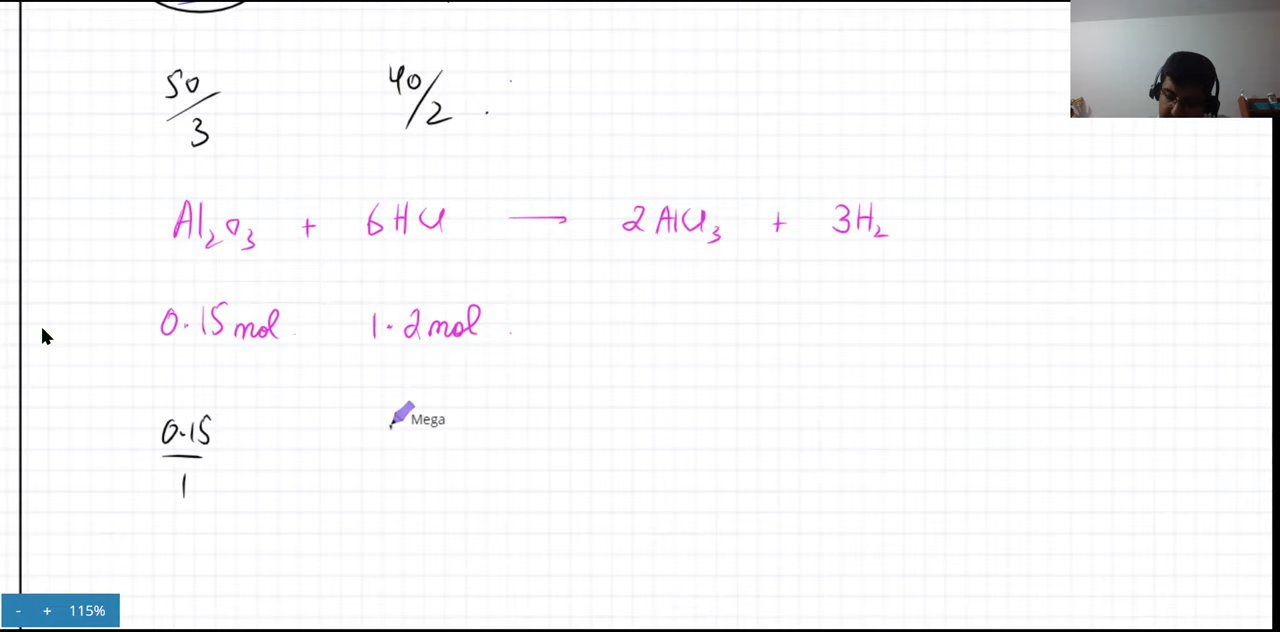 50/3 40/2
Al₂O₃ + 6HCl → 2AlCl₃ + 3H₂
0.15 mol 1.2 mol
0.15/1
Mega
- + 115%